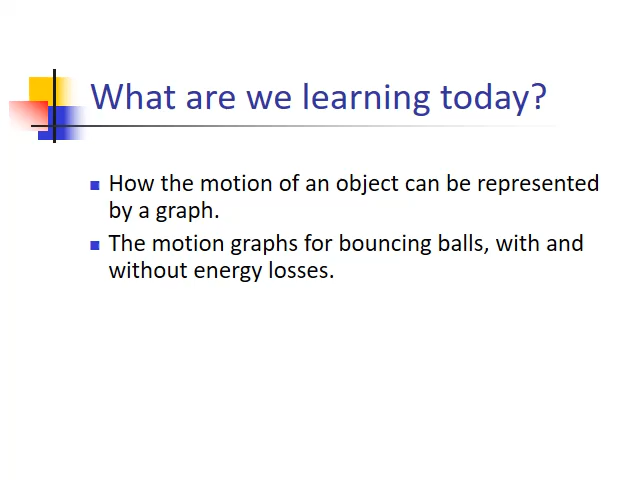 What are we learning today?
How the motion of an object can be represented
by a graph.
The motion graphs for bouncing balls, with and
without energy losses.